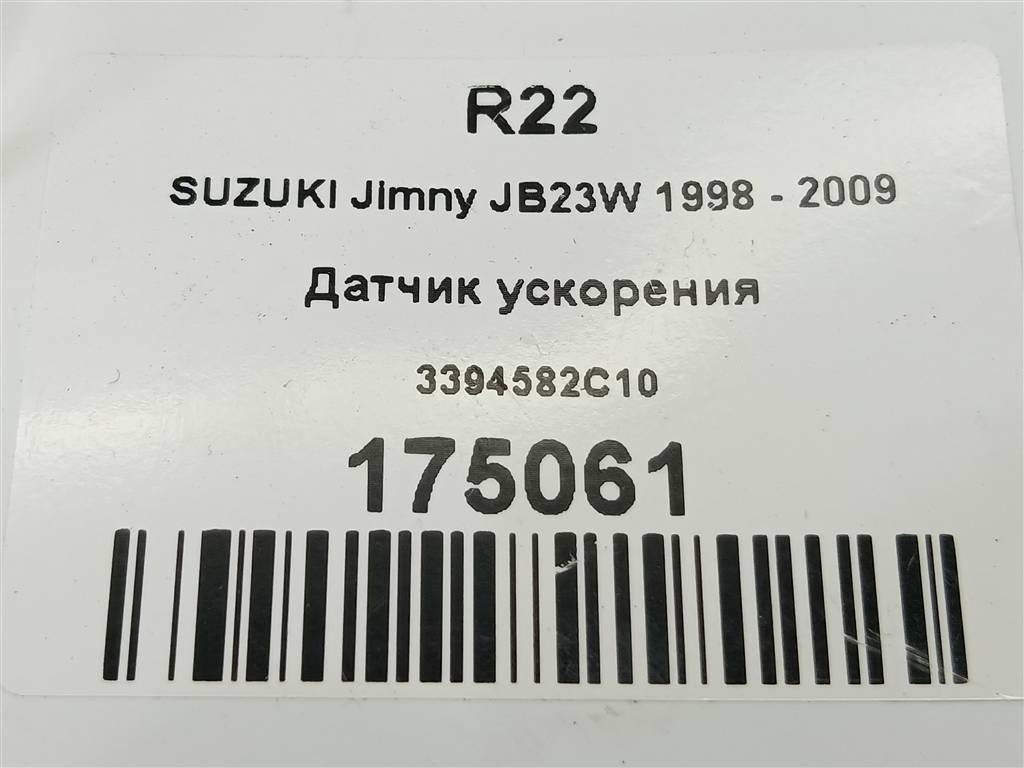 R22
SUZUKI Jimny JB23W 1998 - 2009
Датчик ускорения
3394582C10
175061